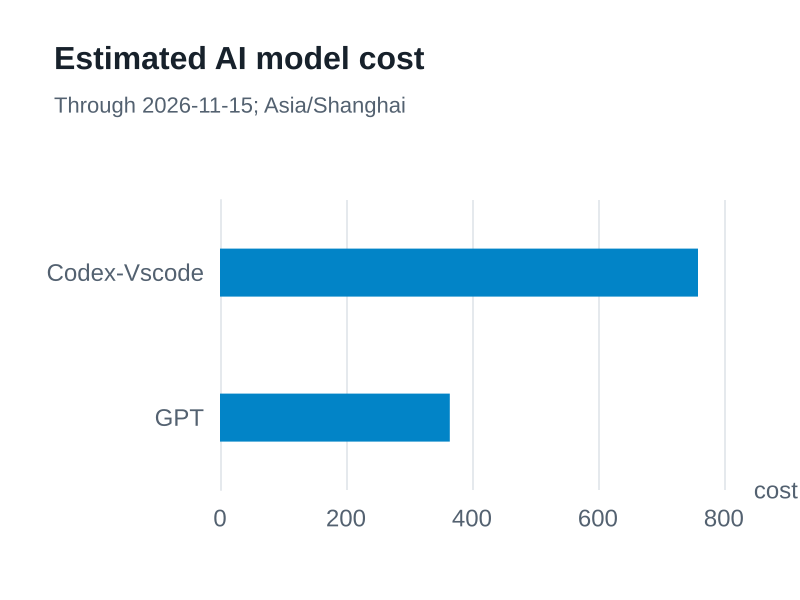 Estimated AI model cost
Through 2026-11-15; Asia/Shanghai
Codex-Vscode
GPT
cost
0 200 400 600 800